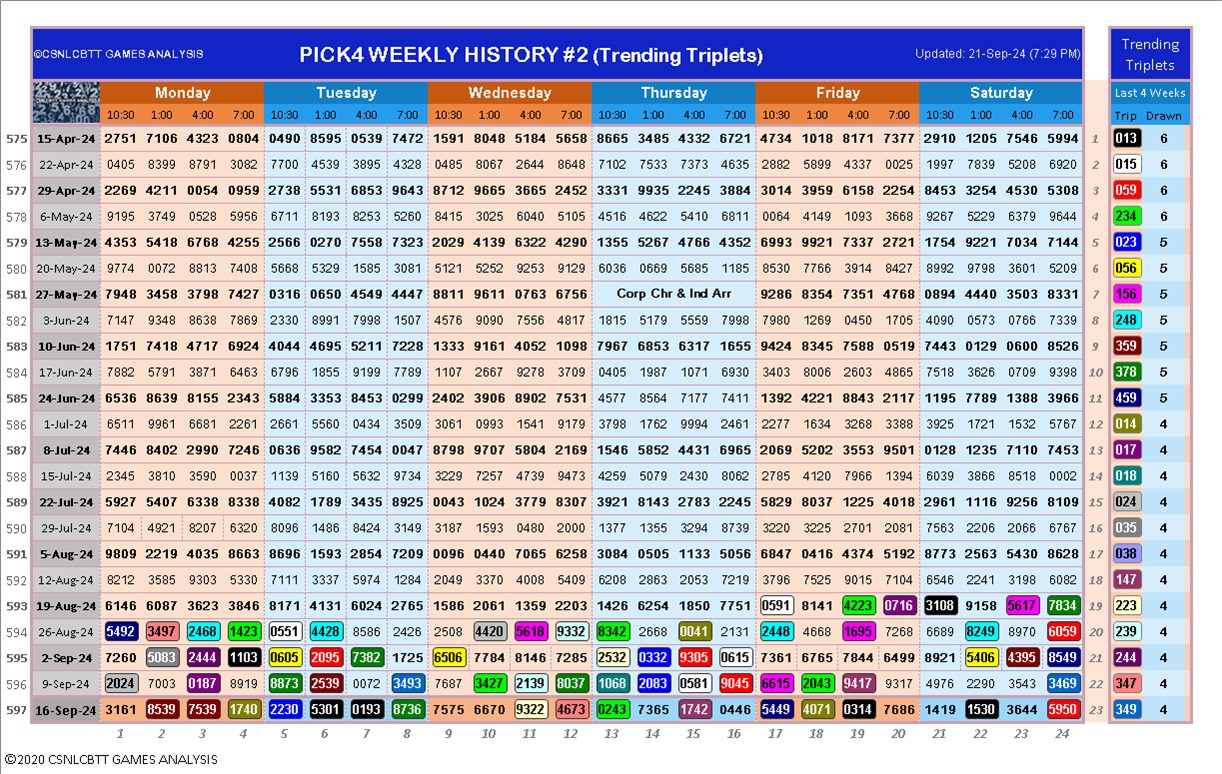 ©CSNLCBTT GAMES ANALYSIS PICK4 WEEKLY HISTORY #2 (Trending Triplets) Updated: 21-Sep-24 (7:29 PM) Trending Triplets
Monday Tuesday Wednesday Thursday Friday Saturday Last 4 Weeks
10:30 1:00 4:00 7:00 10:30 1:00 4:00 7:00 10:30 1:00 4:00 7:00 10:30 1:00 4:00 7:00 10:30 1:00 4:00 7:00 10:30 1:00 4:00 7:00 Trip Drawn
575 15-Apr-24 2751 7106 4323 0804 0490 8595 0539 7472 1591 8048 5184 5658 8665 3485 4332 6721 4734 1018 8171 7377 2910 1205 7546 5994 1 013 6
576 22-Apr-24 0405 8399 8791 3082 7700 4539 3895 4328 0485 8067 2644 8648 7102 7533 7373 4635 2882 5899 4337 0025 1997 7839 5208 6920 2 015 6
577 29-Apr-24 2269 4211 0054 0959 2738 5531 6853 9643 8712 9665 3665 2452 3331 9935 2245 3884 3014 3959 6158 2254 8453 3254 4530 5308 3 059 6
578 6-May-24 9195 3749 0528 5956 6711 8193 8253 5260 8415 3025 6040 5105 4516 4622 5410 6811 0064 4149 1093 3668 9267 5229 6379 9644 4 234 6
579 13-May-24 4353 5418 6768 4255 2566 0270 7558 7323 2029 4139 6322 4290 1355 5267 4766 4352 6993 9921 7337 2721 1754 9221 7034 7144 5 023 5
580 20-May-24 9774 0072 8813 7408 5668 5329 1585 3081 5121 5252 9253 9129 6036 0669 5685 1185 8530 7766 3914 8427 8992 9798 3601 5209 6 056 5
581 27-May-24 7948 3458 3798 7427 0316 0650 4549 4447 8811 9611 0763 6756 Corp Chr & Ind Arr 9286 8354 7351 4768 0894 4440 3503 8331 7 156 5
582 3-Jun-24 7147 9348 8638 7869 2330 8991 7998 1507 4576 9090 7556 4817 1815 5179 5559 7998 7980 1269 0450 1705 4090 0573 0766 7339 8 248 5
583 10-Jun-24 1751 7418 4717 6924 4044 4695 5211 7228 1333 9161 4052 1098 7967 6853 6317 1655 9424 8345 7588 0519 7443 0129 0600 8526 9 359 5
584 17-Jun-24 7882 5791 3871 6463 6796 1855 9199 7789 1107 2667 9278 3709 0405 1987 1071 6930 3403 8006 2603 4865 7518 3626 0709 9398 10 378 5
585 24-Jun-24 6536 8639 8155 2343 5884 3353 8453 0299 2402 3906 8902 7531 4577 8564 7177 7411 1392 4221 8843 2117 1195 7789 1388 3966 11 459 5
586 1-Jul-24 6511 9961 6681 2261 2661 5560 0434 3509 3061 0993 1541 9179 3798 1762 9994 2461 2277 1634 3268 3388 3925 1721 1532 5767 12 014 4
587 8-Jul-24 7446 8402 2990 7246 0636 9582 7454 0047 8798 9707 5804 2169 1546 5852 4431 6965 2069 5202 3553 9501 0128 1235 7110 7453 13 017 4
588 15-Jul-24 2345 3810 3590 0037 1139 5160 5632 9734 3229 7257 4739 9473 4259 5079 2430 8062 2785 4120 7966 1394 6039 3866 8518 0002 14 018 4
589 22-Jul-24 5927 5407 6338 8338 4082 1789 3435 8925 0043 1024 3779 8307 3921 8143 2783 2245 5829 8037 1225 4018 2961 1116 9256 8109 15 024 4
590 29-Jul-24 7104 4921 8207 6320 8096 1486 8424 3149 3187 1593 0480 2000 1377 1355 3294 8739 3220 3225 2701 2081 7563 2206 2066 6767 16 035 4
591 5-Aug-24 9809 2219 4035 8663 8696 1593 2854 7209 0096 0440 7065 6258 3084 0505 1133 5056 6847 0416 4374 5192 8773 2563 5430 8628 17 038 4
592 12-Aug-24 8212 3585 9303 5330 7111 3337 5974 1284 2049 3370 4008 5409 6208 2863 2053 7219 3796 7525 9015 7104 6546 2241 3198 6082 18 147 4
593 19-Aug-24 6146 6087 3623 3846 8171 4131 6024 2765 1586 2061 1359 2203 1426 6254 1850 7751 0591 8141 4223 0716 3108 9158 5617 7834 19 223 4
594 26-Aug-24 5492 3497 2468 1423 0551 4428 8586 2426 2508 4420 5618 9332 8342 2668 0041 2131 2448 4668 1695 7268 6689 8249 8970 6059 20 239 4
595 2-Sep-24 7260 5083 2444 1103 0605 2095 7382 1725 6506 7784 8146 7285 2532 0332 9305 0615 7361 6765 7844 6499 8921 5406 4395 8549 21 244 4
596 9-Sep-24 2024 7003 0187 8919 8873 2539 0072 3493 7687 3427 2139 8037 1068 2083 0581 9045 6615 2043 9417 9317 4976 2290 3543 3469 22 347 4
597 16-Sep-24 3161 8539 7539 1740 2230 5301 0193 8736 7575 6670 9322 4673 0243 7365 1742 0446 5449 4071 0314 7686 1419 1530 3644 5950 23 349 4
1 2 3 4 5 6 7 8 9 10 11 12 13 14 15 16 17 18 19 20 21 22 23 24
©2020 CSNLCBTT GAMES ANALYSIS